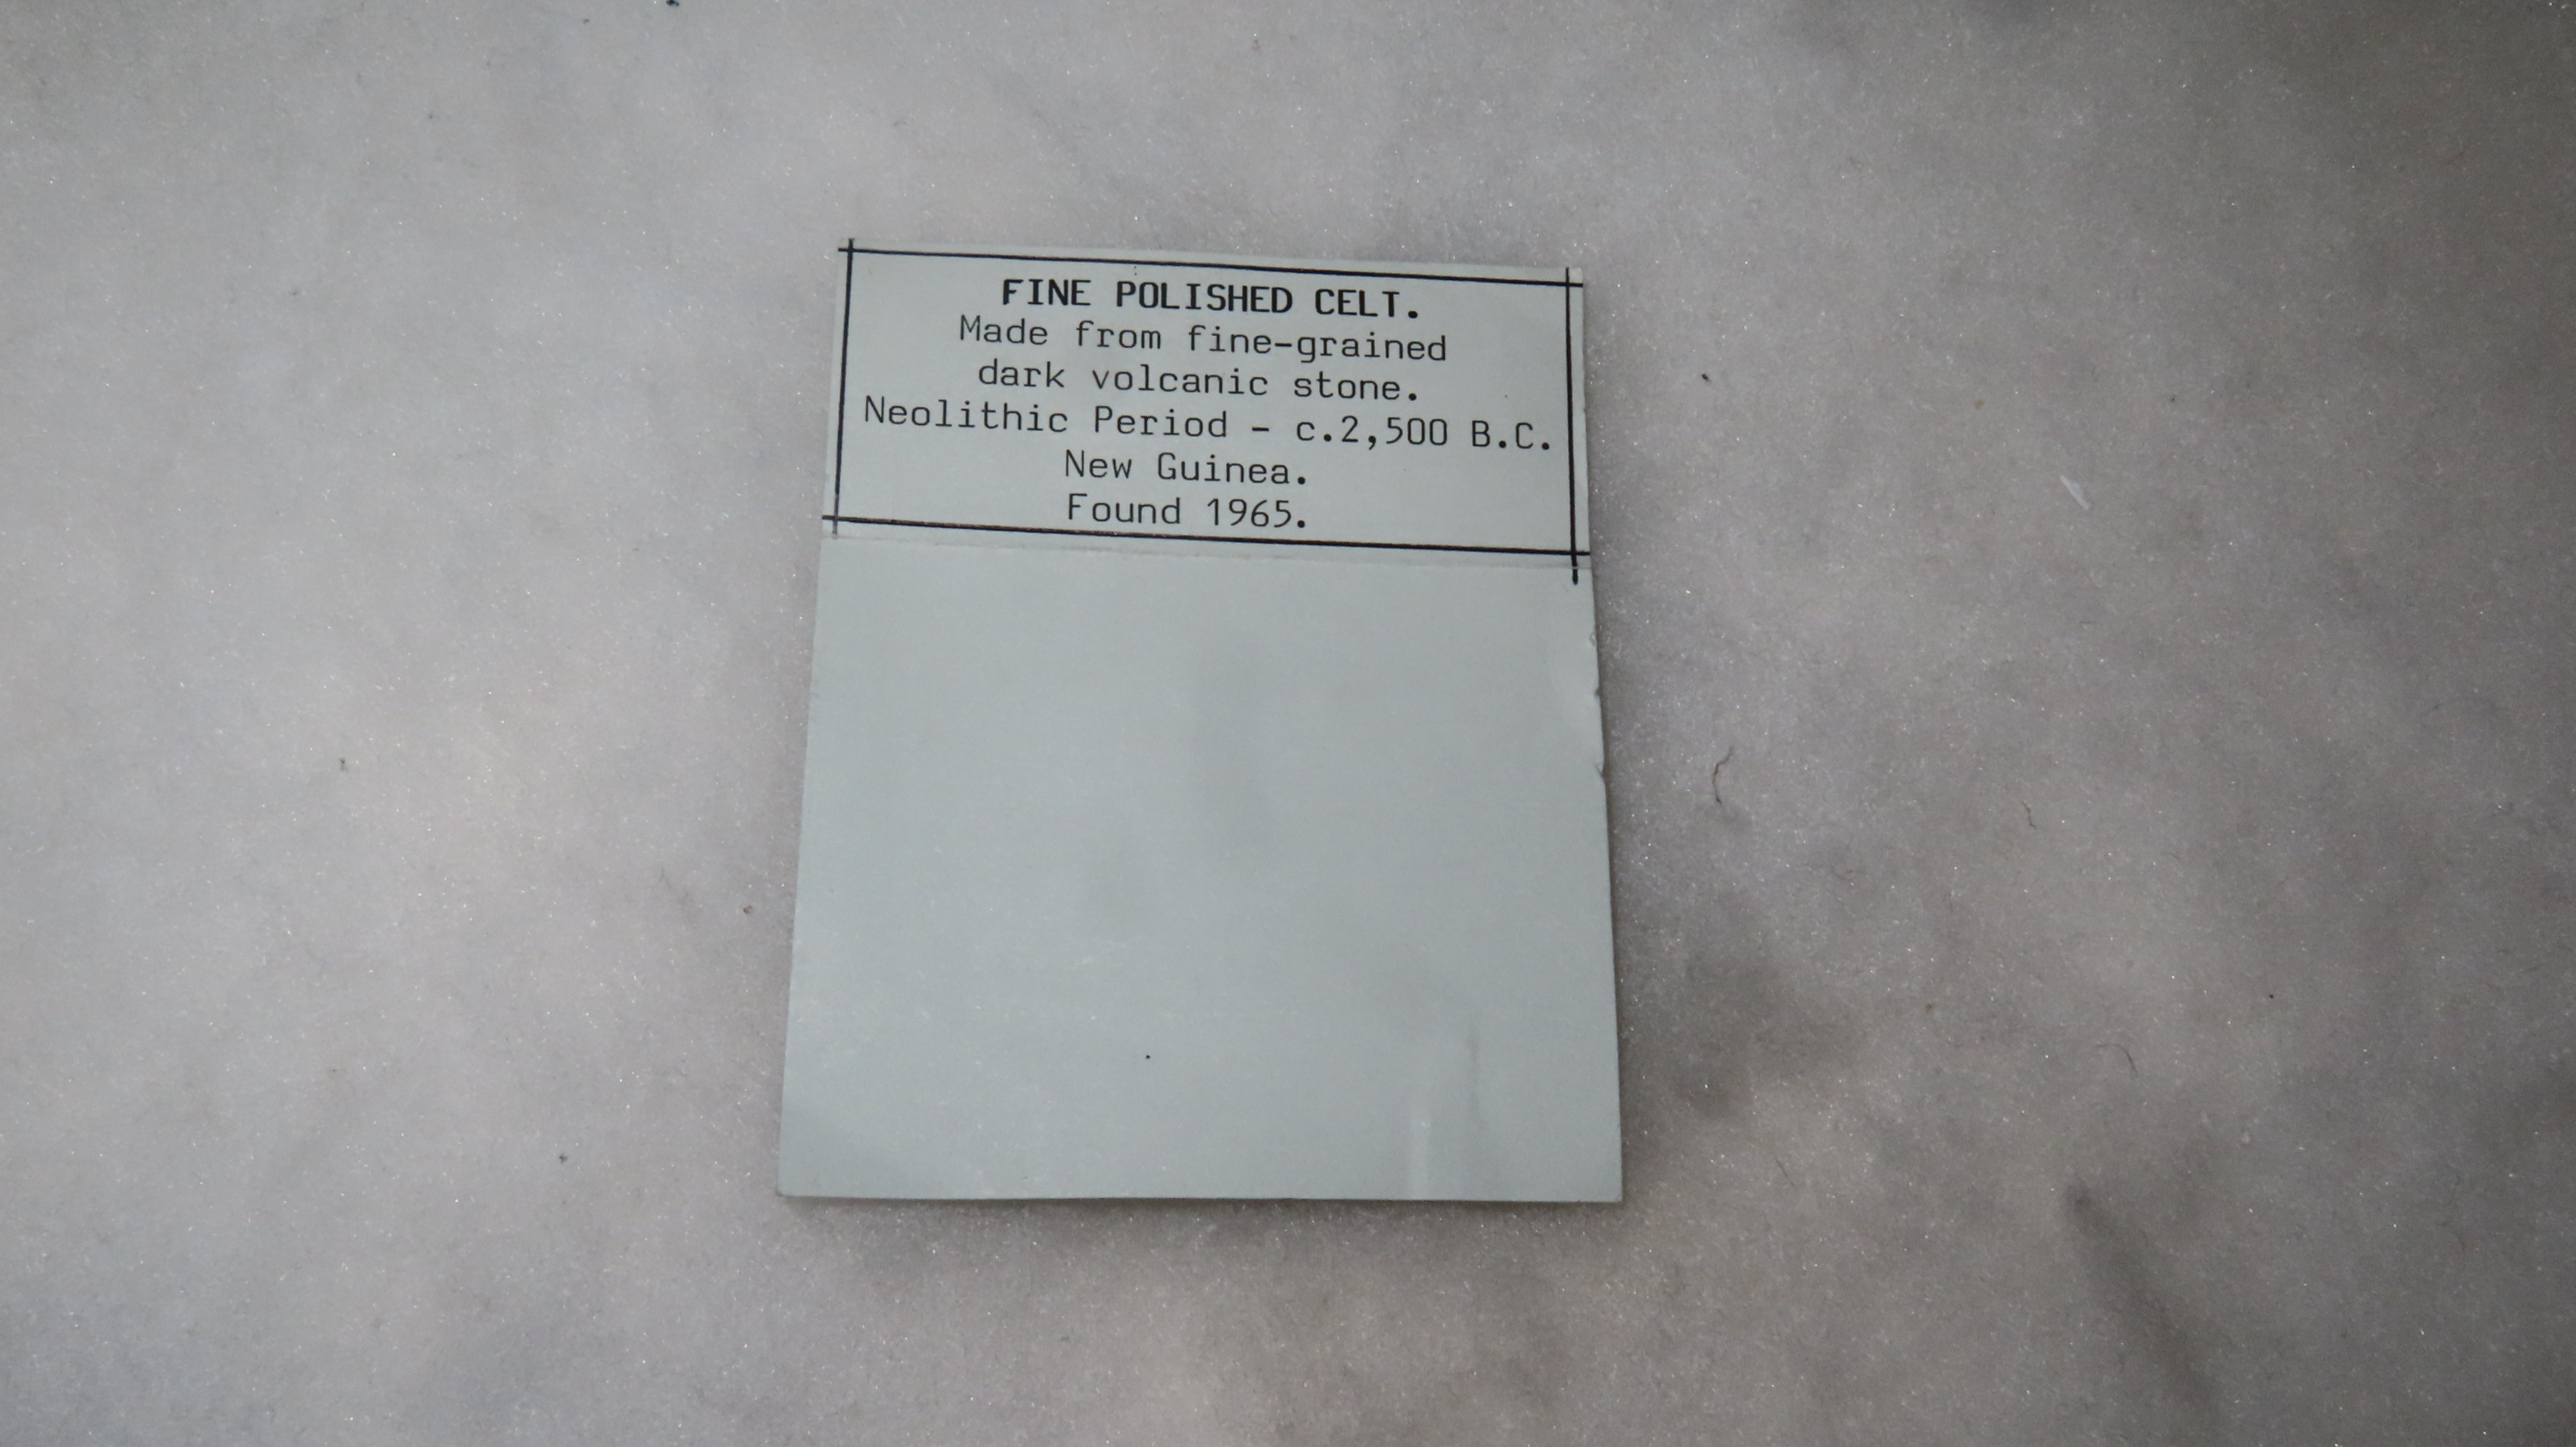 FINE POLISHED CELT.
Made from fine-grained
dark volcanic stone.
Neolithic Period - c.2,500 B.C.
New Guinea.
Found 1965.